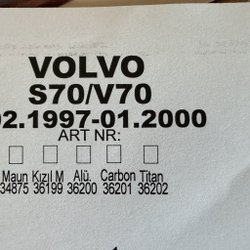 VOLVO
S70/V70
02.1997-01.2000
ART NR:
Maun Kızıl M Alü. Carbon Titan
34875 36199 36200 36201 36202